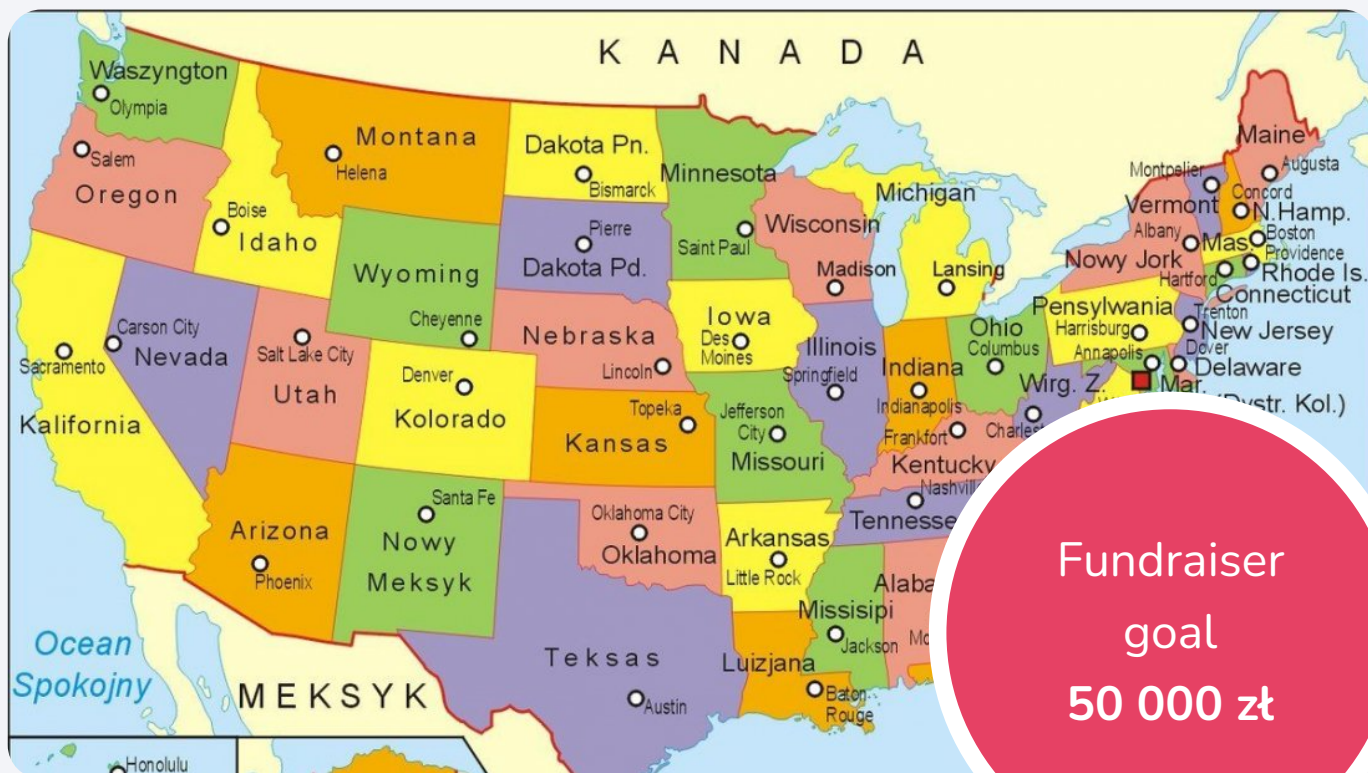 K A N A D A
Waszyngton
Olympia
Montana
Helena
Dakota Pn.
Bismarck
Minnesota
Saint Paul
Maine
Augusta
Montpelier
Vermont
Concord
N.Hamp.
Salem
Oregon
Boise
Idaho
Pierre
Dakota Pd.
Wisconsin
Madison
Michigan
Lansing
Albany
Nowy Jork
Mas.
Boston
Providence
Hartford
Rhode Is.
Connecticut
Wyoming
Cheyenne
Nebraska
Lincoln
Iowa
Des
Moines
Illinois
Springfield
Indiana
Indianapolis
Ohio
Columbus
Pensylwania
Harrisburg
Annapolis
Trenton
New Jersey
Dover
Delaware
Mar.
(Dystr. Kol.)
Wirg. Z.
Charlest
Carson City
Nevada
Sacramento
Kalifornia
Salt Lake City
Utah
Denver
Kolorado
Topeka
Kansas
Jefferson
City
Missouri
Frankfort
Kentucky
Nashville
Tennesse
Arizona
Phoenix
Santa Fe
Nowy
Meksyk
Oklahoma City
Oklahoma
Arkansas
Little Rock
Missisipi
Jackson
Alaba
Teksas
Austin
Luizjana
Baton
Rouge
Ocean
Spokojny
MEKSYK
Honolulu
Fundraiser
goal
50 000 zł